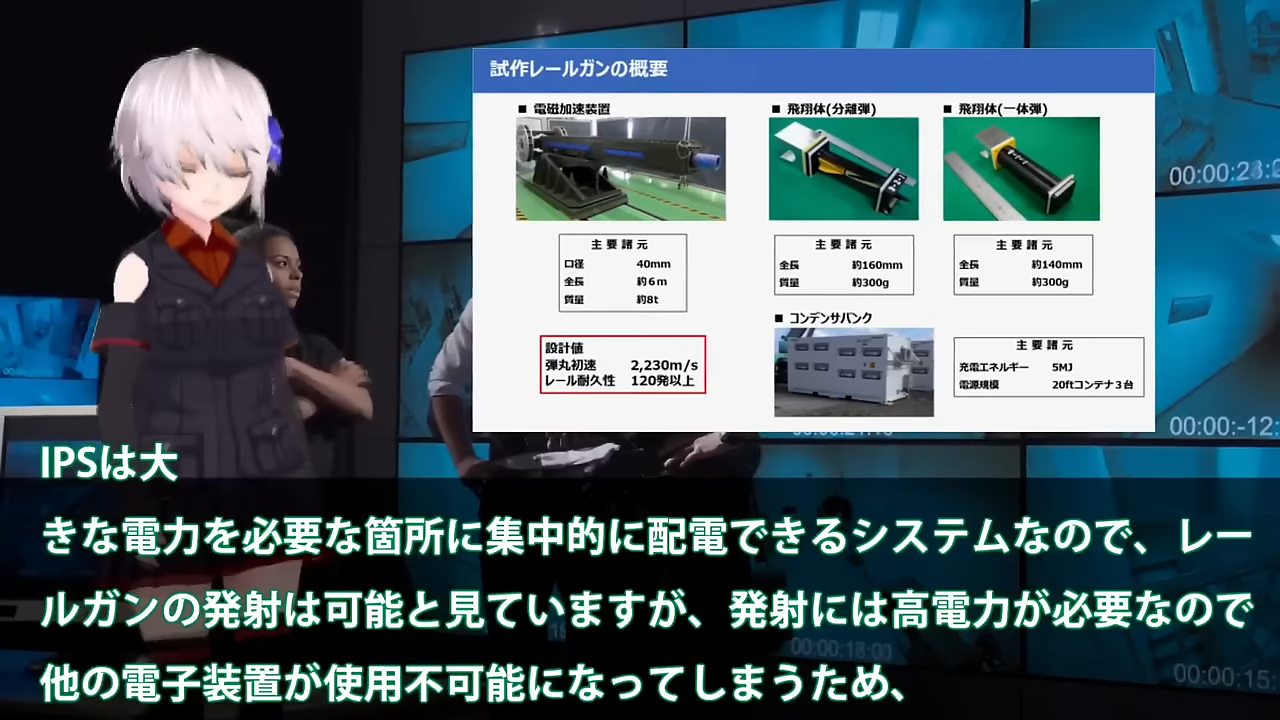 試作レールガンの概要
■ 電磁加速装置
■ 飛翔体(分離弾)
■ 飛翔体(一体弾)
主要諸元
口径 40mm
全長 約6m
質量 約8t
主要諸元
全長 約160mm
質量 約300g
主要諸元
全長 約140mm
質量 約300g
設計値
弾丸初速 2,230m/s
レール耐久性 120発以上
■ コンデンサバンク
主要諸元
充電エネルギー 5MJ
電源規模 20ftコンテナ3台
00:00:-12:
00:00:18:01
00:00:15:
IPSは大
きな電力を必要な箇所に集中的に配電できるシステムなので、レー
ルガンの発射は可能と見ていますが、発射には高電力が必要なので
他の電子装置が使用不可能になってしまうため、